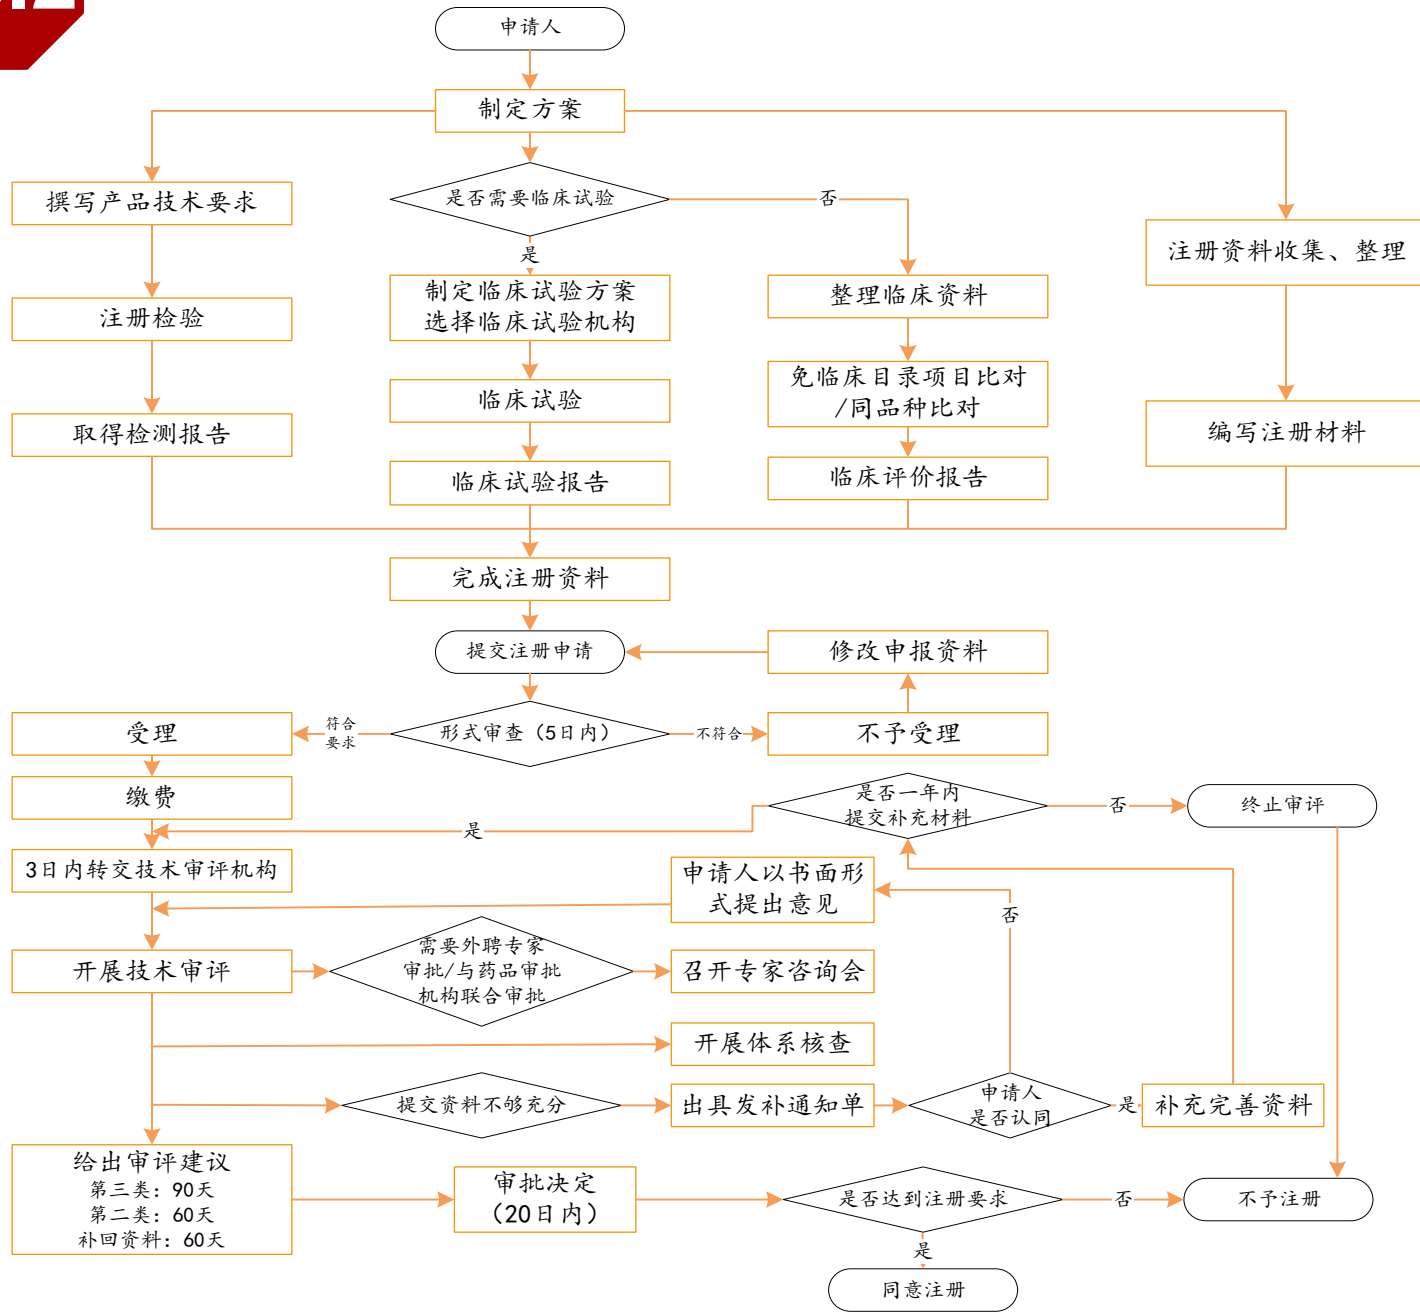 申请人
制定方案
撰写产品技术要求
是否需要临床试验
否
是
注册资料收集、整理
注册检验
制定临床试验方案
选择临床试验机构
整理临床资料
临床试验
免临床目录项目比对
/同品种比对
取得检测报告
编写注册材料
临床试验报告
临床评价报告
完成注册资料
提交注册申请
修改申报资料
受理
符合
要求
形式审查（5日内）
不符合
不予受理
缴费
是否一年内
提交补充材料
否
终止审评
是
3日内转交技术审评机构
申请人以书面形
式提出意见
否
开展技术审评
需要外聘专家
审批/与药品审批
机构联合审批
召开专家咨询会
开展体系核查
提交资料不够充分
出具发补通知单
申请人
是否认同
是
补充完善资料
给出审评建议
第三类：90天
第二类：60天
补回资料：60天
审批决定
（20日内）
是否达到注册要求
否
不予注册
是
同意注册